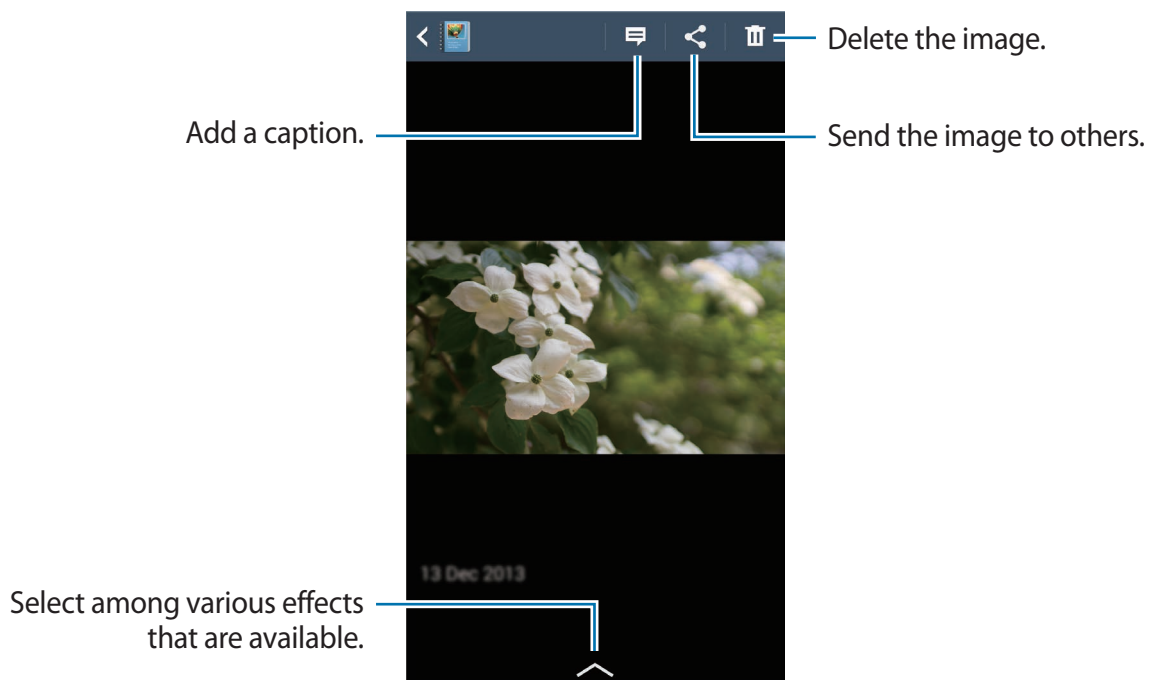 Delete the image.
Add a caption.
Send the image to others.
13 Dec 2013
Select among various effects
that are available.